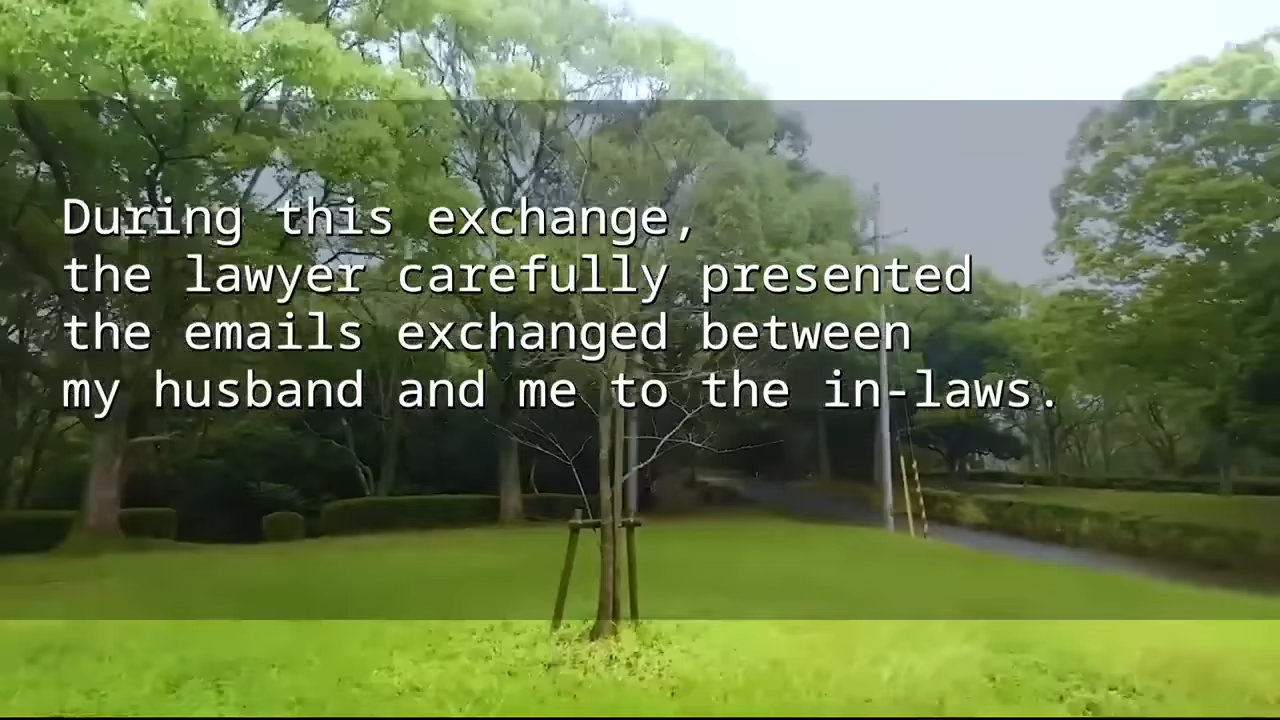 During this exchange,
the lawyer carefully presented
the emails exchanged between
my husband and me to the in-laws.